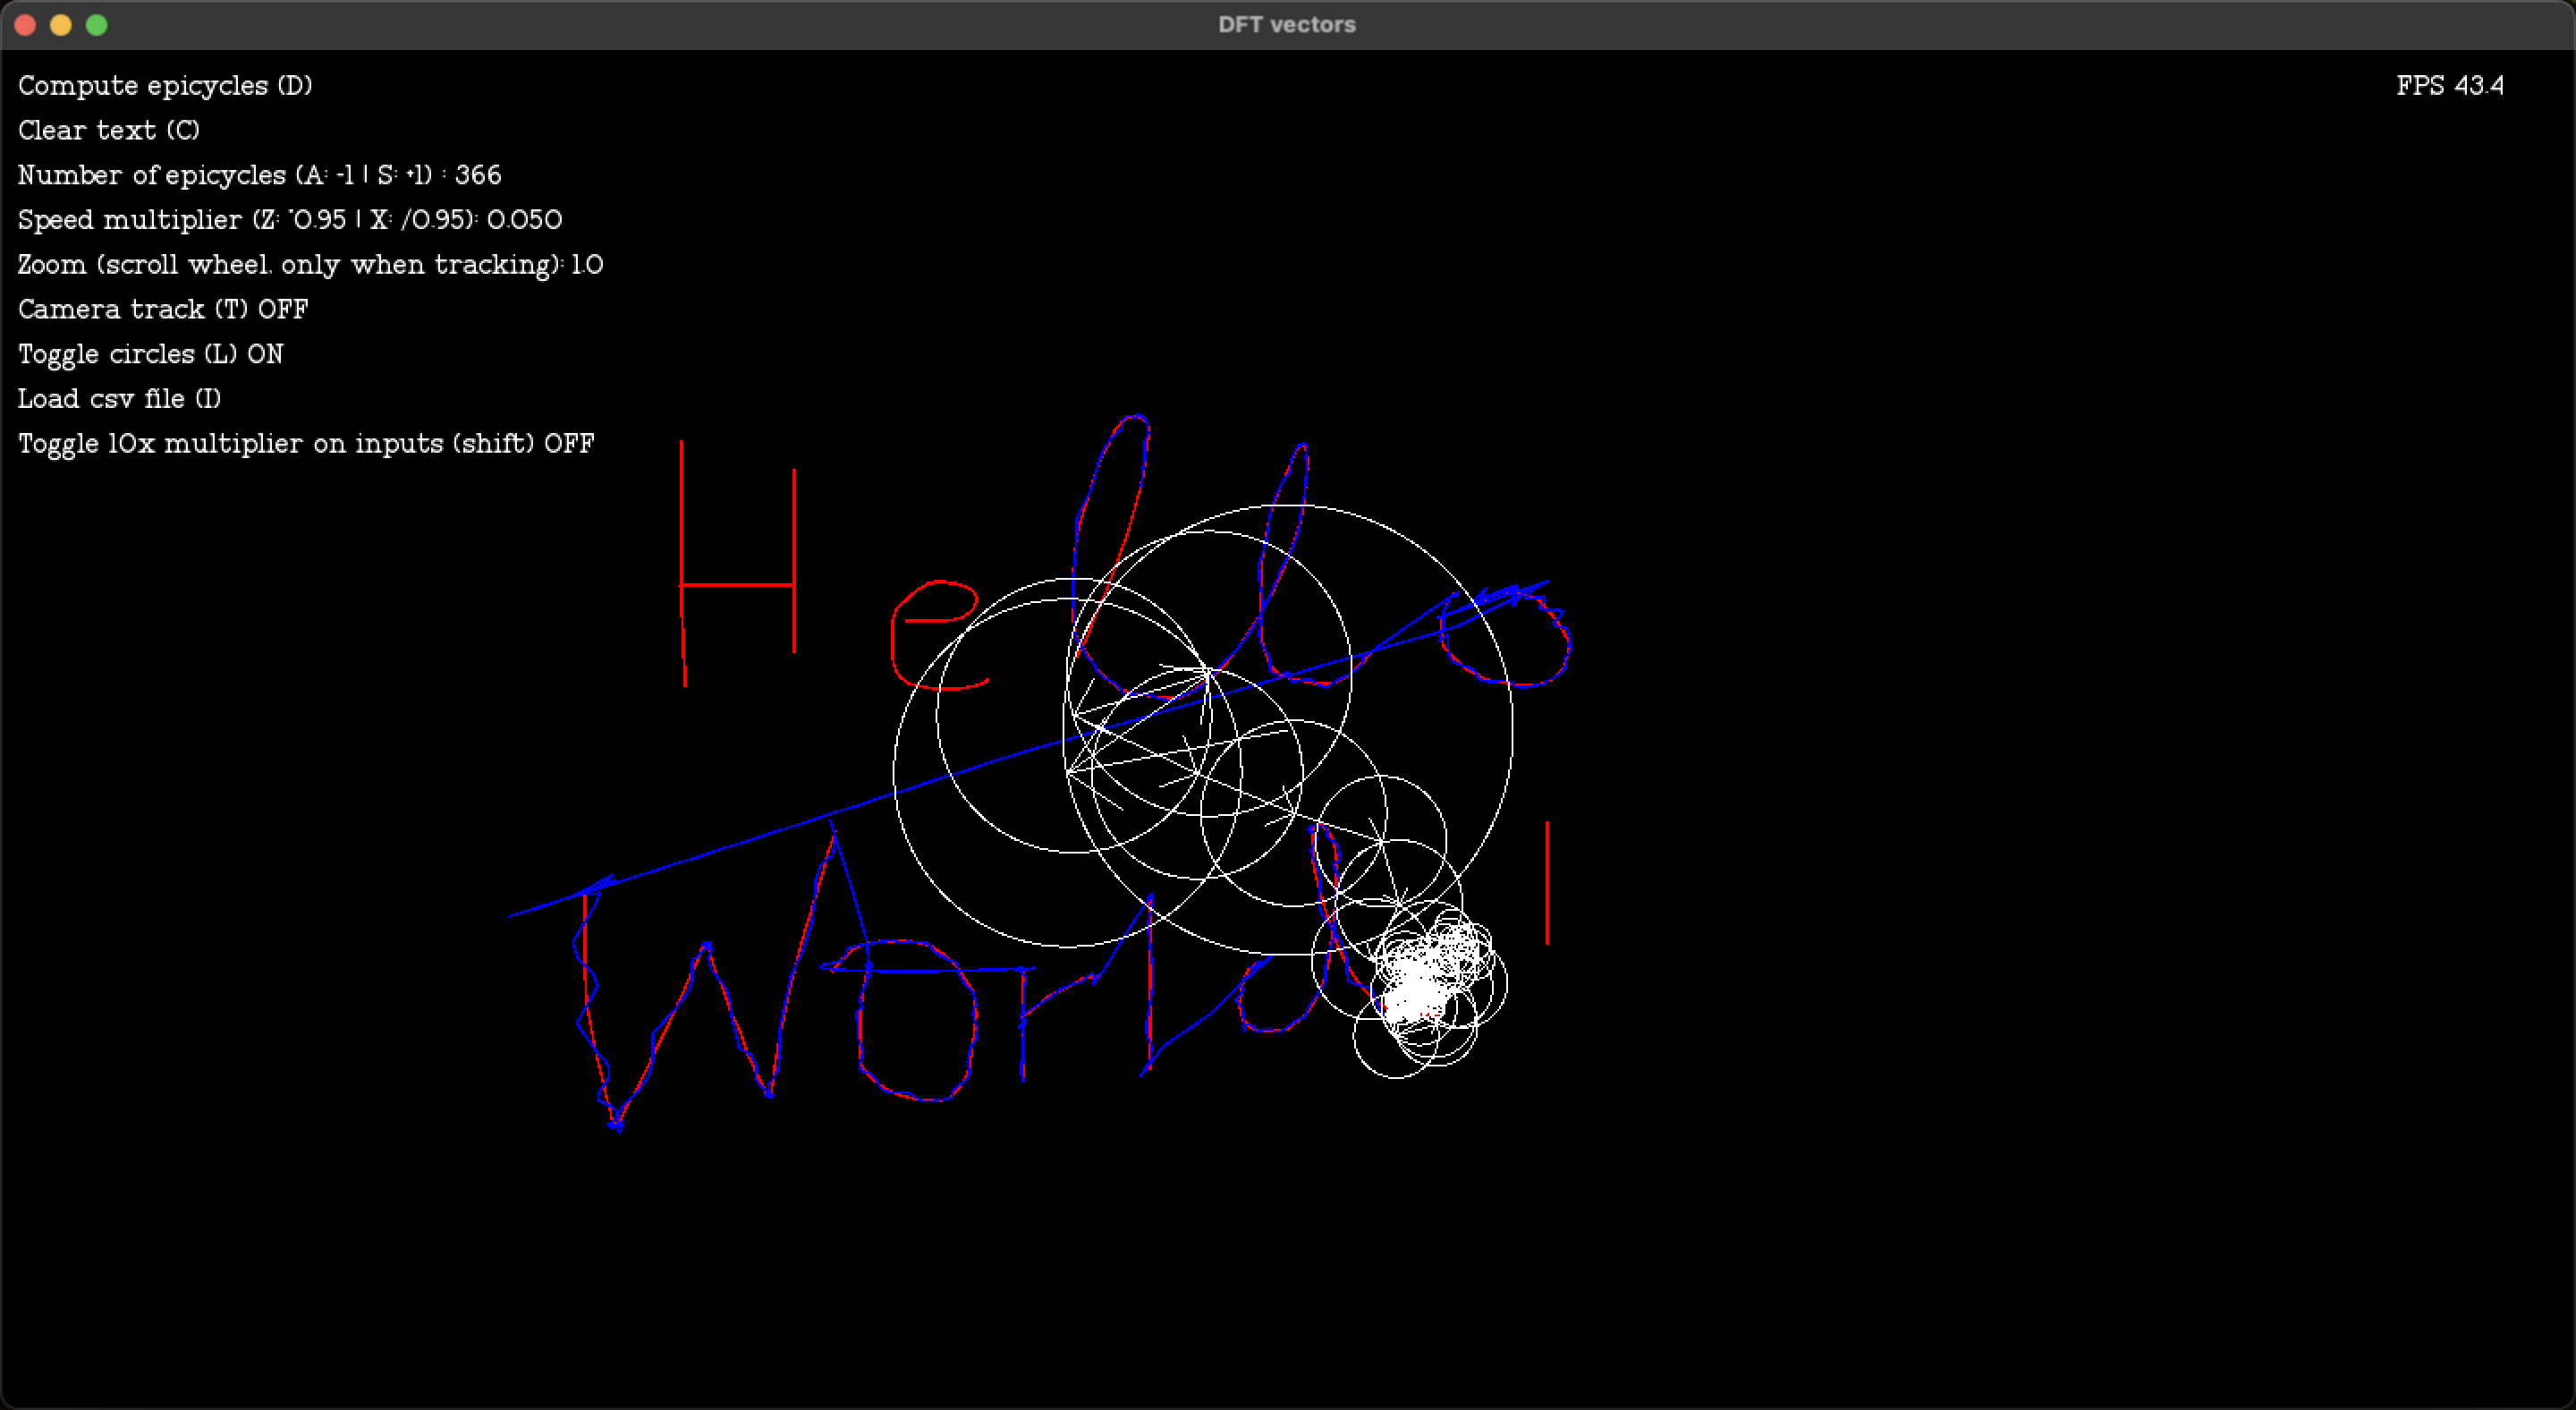 DFT vectors
Compute epicycles (D)
FPS 43.4
Clear text (C)
Number of epicycles (A: -1 | S: +1) : 366
Speed multiplier (Z: *0.95 | X: /0.95): 0.050
Zoom (scroll wheel, only when tracking): 1.0
Camera track (T) OFF
Toggle circles (L) ON
Load csv file (I)
Toggle 10x multiplier on inputs (shift) OFF
Hello
World